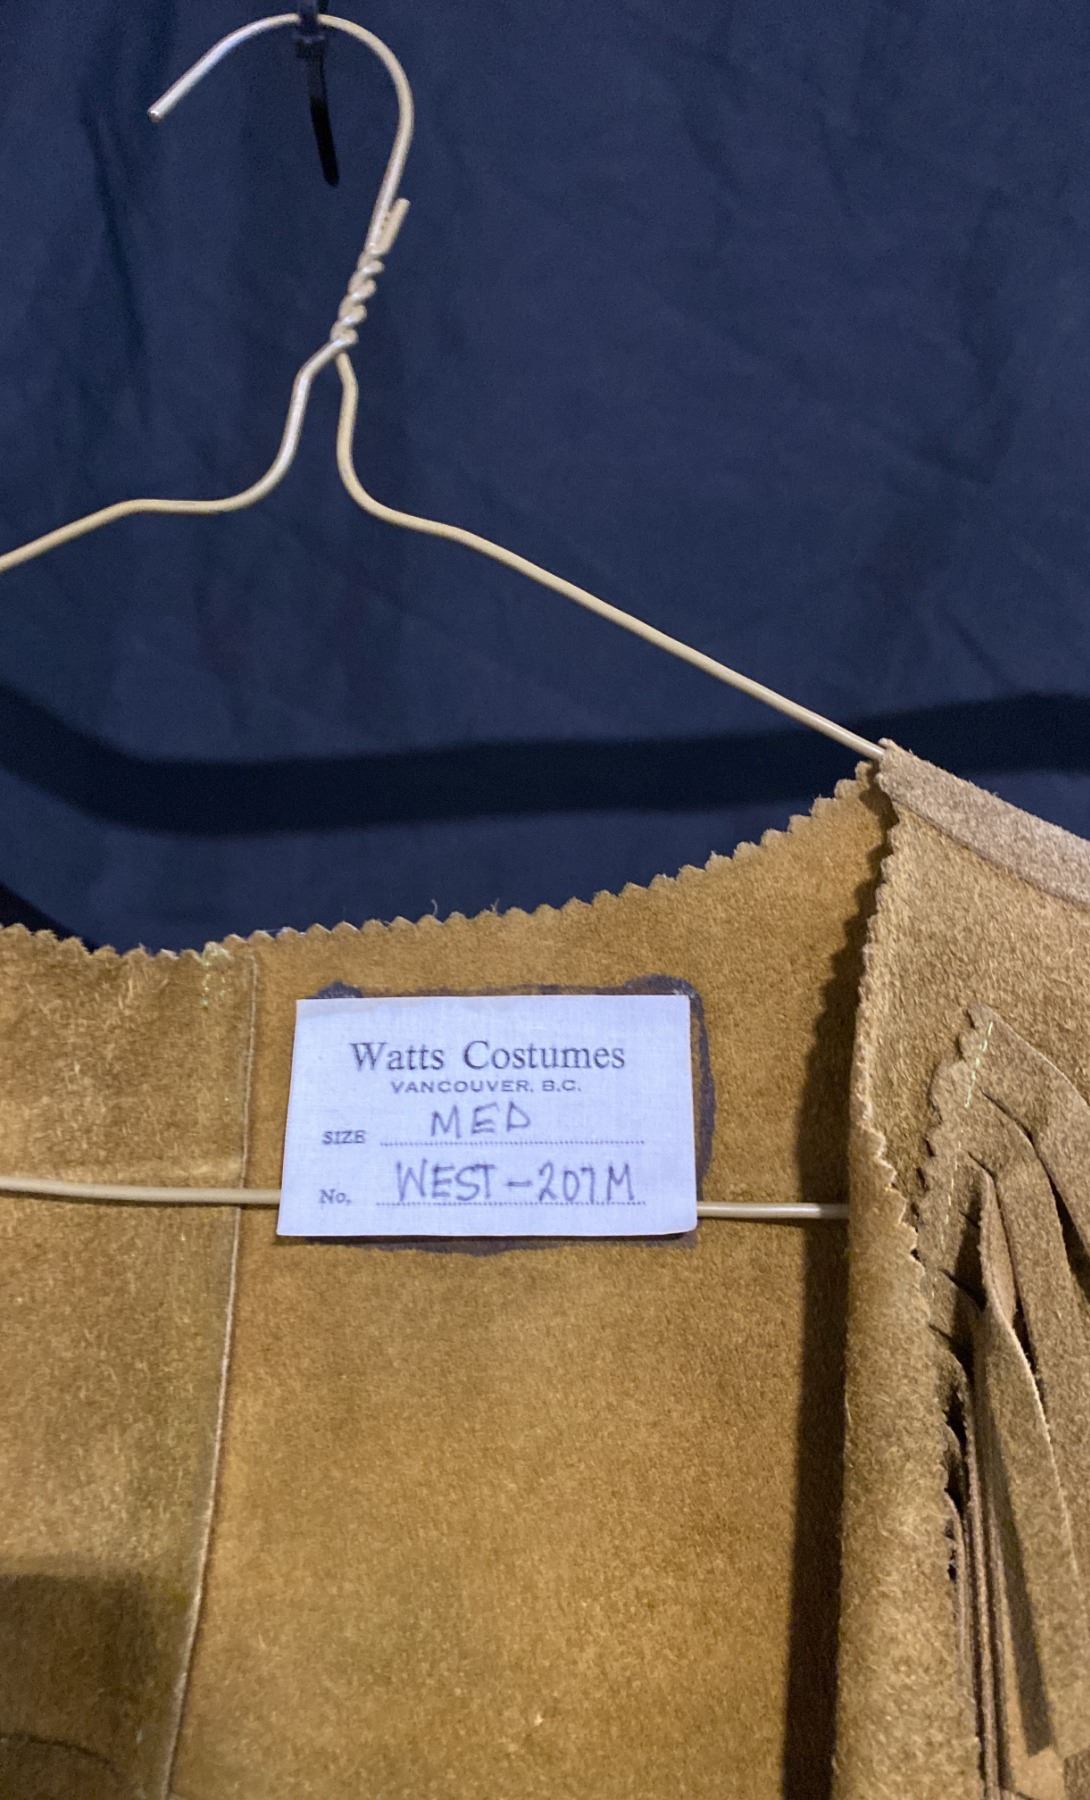 Watts Costumes
VANCOUVER, B.C.
SIZE MED
No. WEST-207M